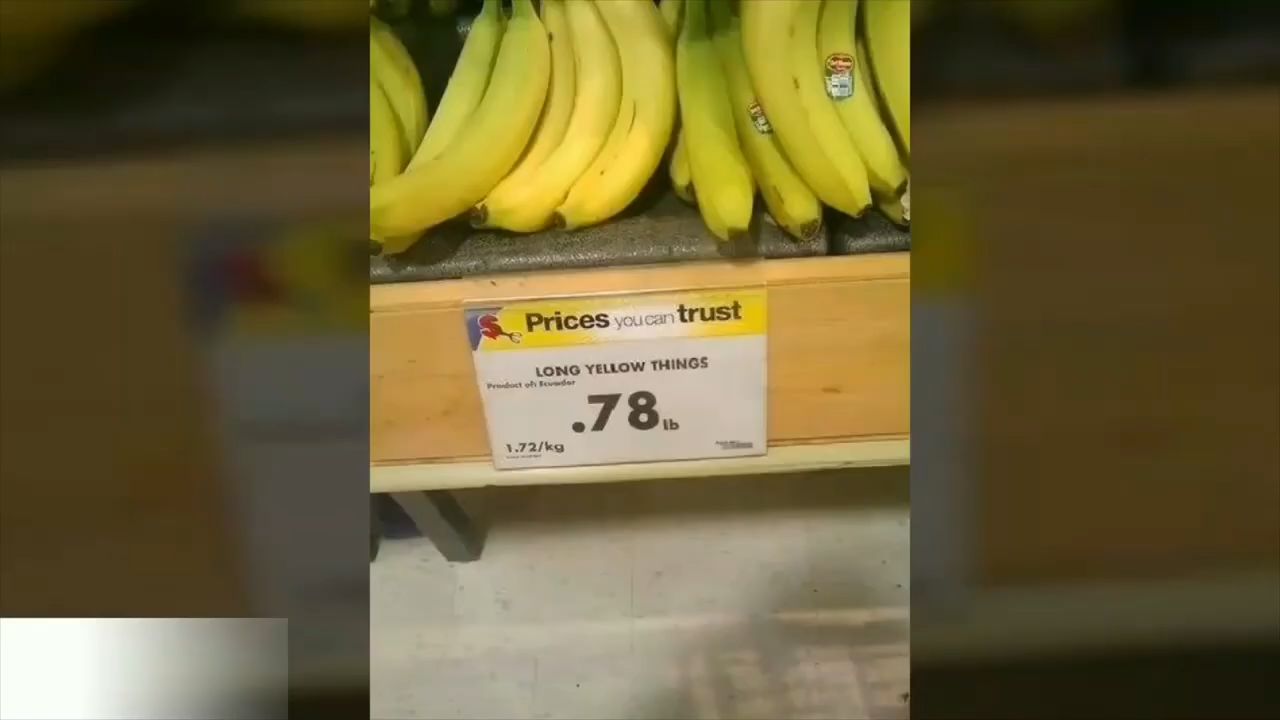 Prices you can trust
LONG YELLOW THINGS
Product of: Ecuador
.78 lb
1.72/kg